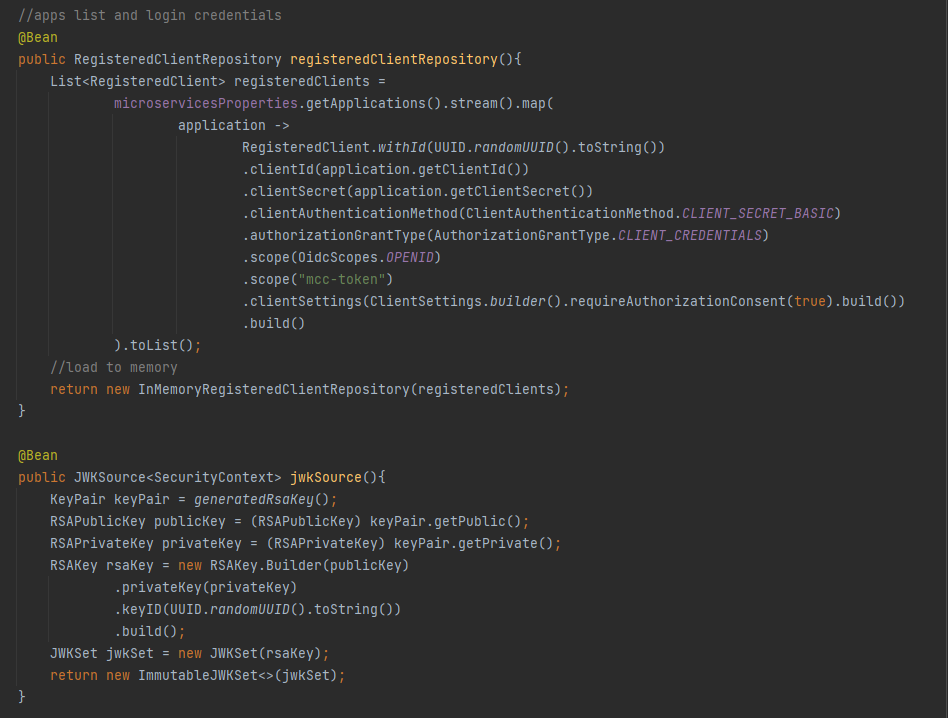 //apps list and login credentials
@Bean
public RegisteredClientRepository registeredClientRepository(){
    List<RegisteredClient> registeredClients =
            microservicesProperties.getApplications().stream().map(
                    application ->
                            RegisteredClient.withId(UUID.randomUUID().toString())
                            .clientId(application.getClientId())
                            .clientSecret(application.getClientSecret())
                            .clientAuthenticationMethod(ClientAuthenticationMethod.CLIENT_SECRET_BASIC)
                            .authorizationGrantType(AuthorizationGrantType.CLIENT_CREDENTIALS)
                            .scope(OidcScopes.OPENID)
                            .scope("mcc-token")
                            .clientSettings(ClientSettings.builder().requireAuthorizationConsent(true).build())
                            .build()
            ).toList();
    //load to memory
    return new InMemoryRegisteredClientRepository(registeredClients);
}

@Bean
public JWKSource<SecurityContext> jwkSource(){
    KeyPair keyPair = generatedRsaKey();
    RSAPublicKey publicKey = (RSAPublicKey) keyPair.getPublic();
    RSAPrivateKey privateKey = (RSAPrivateKey) keyPair.getPrivate();
    RSAKey rsaKey = new RSAKey.Builder(publicKey)
            .privateKey(privateKey)
            .keyID(UUID.randomUUID().toString())
            .build();
    JWKSet jwkSet = new JWKSet(rsaKey);
    return new ImmutableJWKSet<>(jwkSet);
}